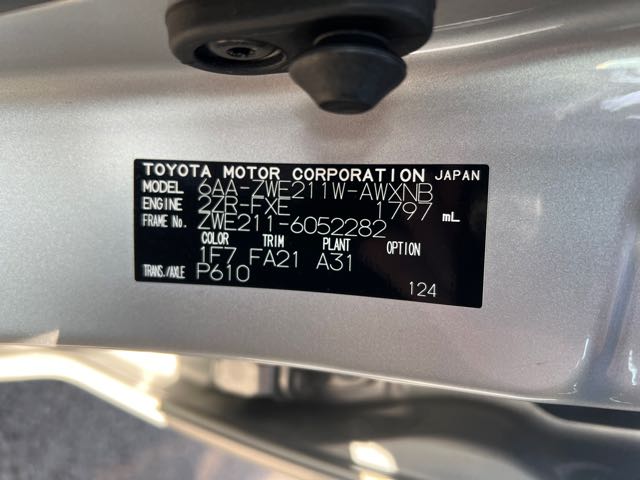 TOYOTA MOTOR CORPORATION JAPAN
MODEL 6AA-ZWE211W-AWXNB
ENGINE 2ZR-FXE 1797 mL
FRAME No. ZWE211-6052282
COLOR TRIM PLANT OPTION
1F7 FA21 A31
TRANS./AXLE P610
124